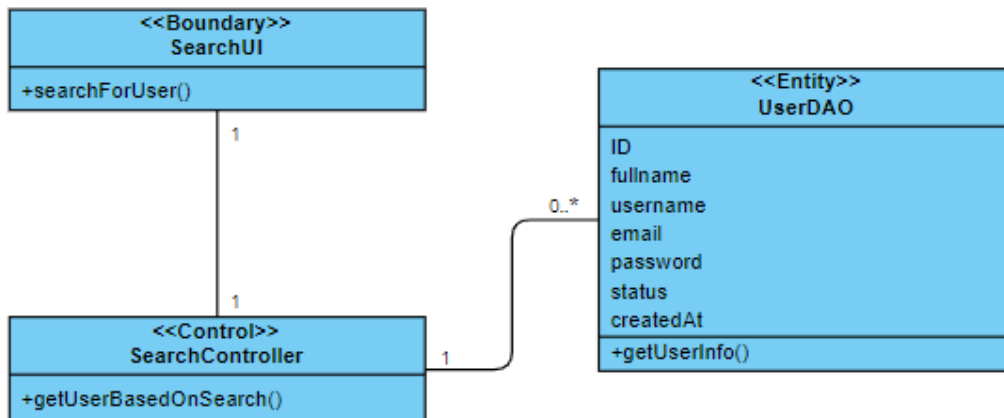 <<Boundary>>
SearchUI
+searchForUser()
1
1
<<Control>>
SearchController
+getUserBasedOnSearch()
1
0..*
<<Entity>>
UserDAO
ID
fullname
username
email
password
status
createdAt
+getUserInfo()